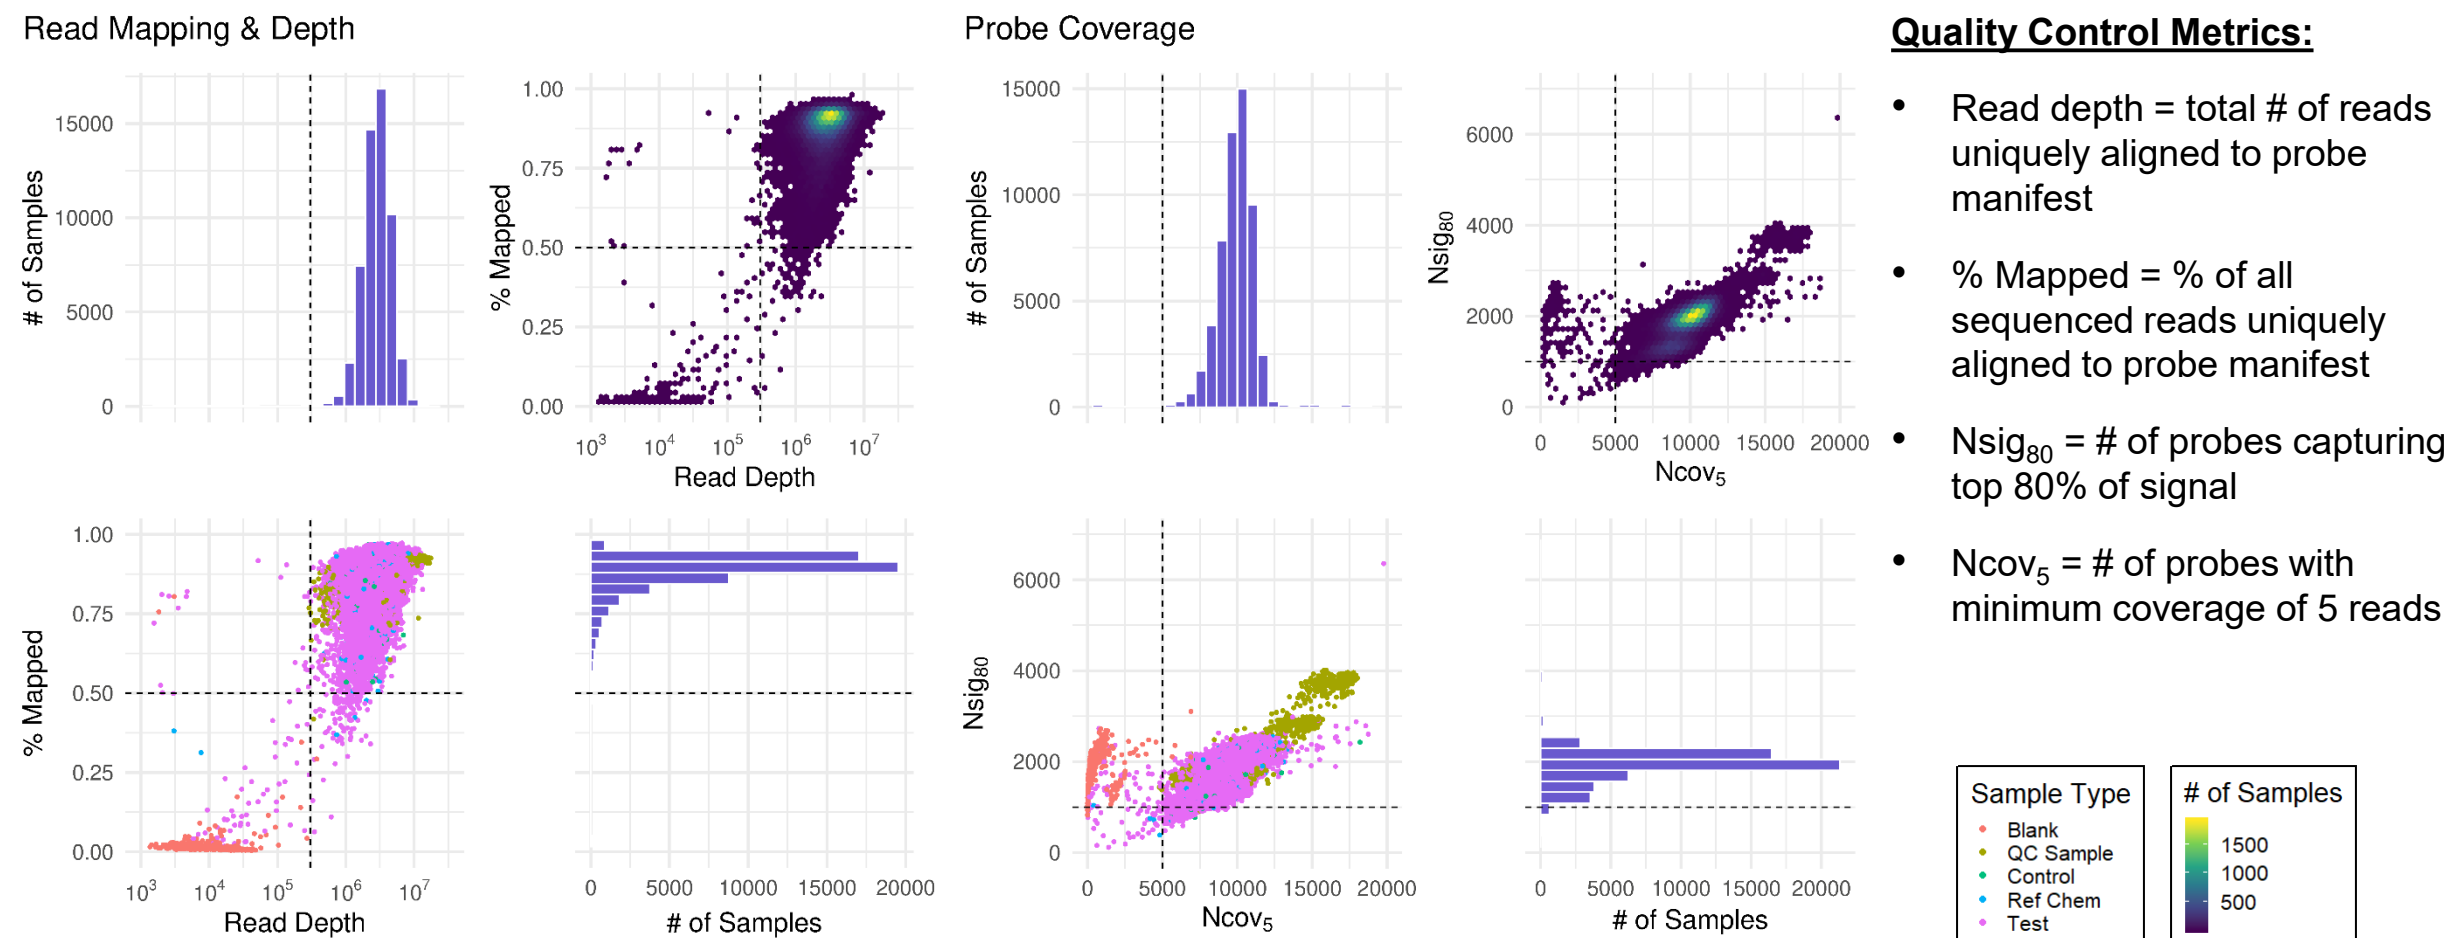 Read Mapping & Depth
# of Samples
15000
10000
5000
0
% Mapped
1.00
0.75
0.50
0.25
0.00
10³ 10⁴ 10⁵ 10⁶ 10⁷
Read Depth
% Mapped
1.00
0.75
0.50
0.25
0.00
10³ 10⁴ 10⁵ 10⁶ 10⁷
Read Depth
0 5000 10000 15000 20000
# of Samples
Probe Coverage
# of Samples
15000
10000
5000
0
Nsig₈₀
6000
4000
2000
0
0 5000 10000 15000 20000
Ncov₅
Nsig₈₀
6000
4000
2000
0
0 5000 10000 15000 20000
Ncov₅
0 5000 10000 15000 20000
# of Samples
Quality Control Metrics:
• Read depth = total # of reads
uniquely aligned to probe
manifest
• % Mapped = % of all
sequenced reads uniquely
aligned to probe manifest
• Nsig₈₀ = # of probes capturing
top 80% of signal
• Ncov₅ = # of probes with
minimum coverage of 5 reads
Sample Type
Blank
QC Sample
Control
Ref Chem
Test
# of Samples
1500
1000
500